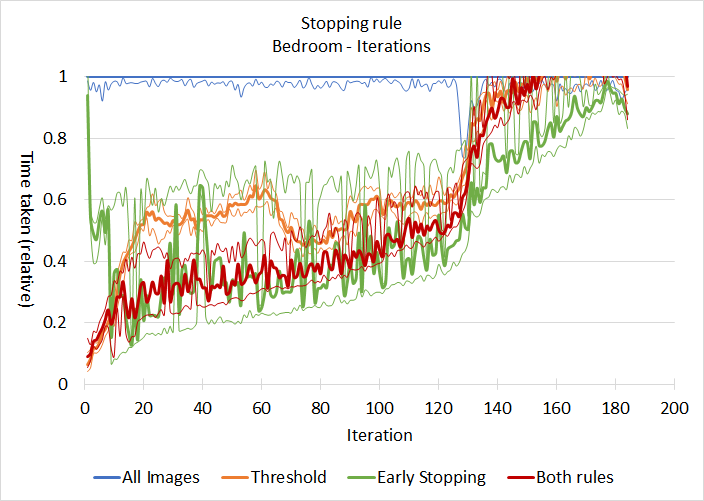 Stopping rule
Bedroom - Iterations
Time taken (relative)
1
0.8
0.6
0.4
0.2
0
0 20 40 60 80 100 120 140 160 180 200
Iteration
All Images Threshold Early Stopping Both rules